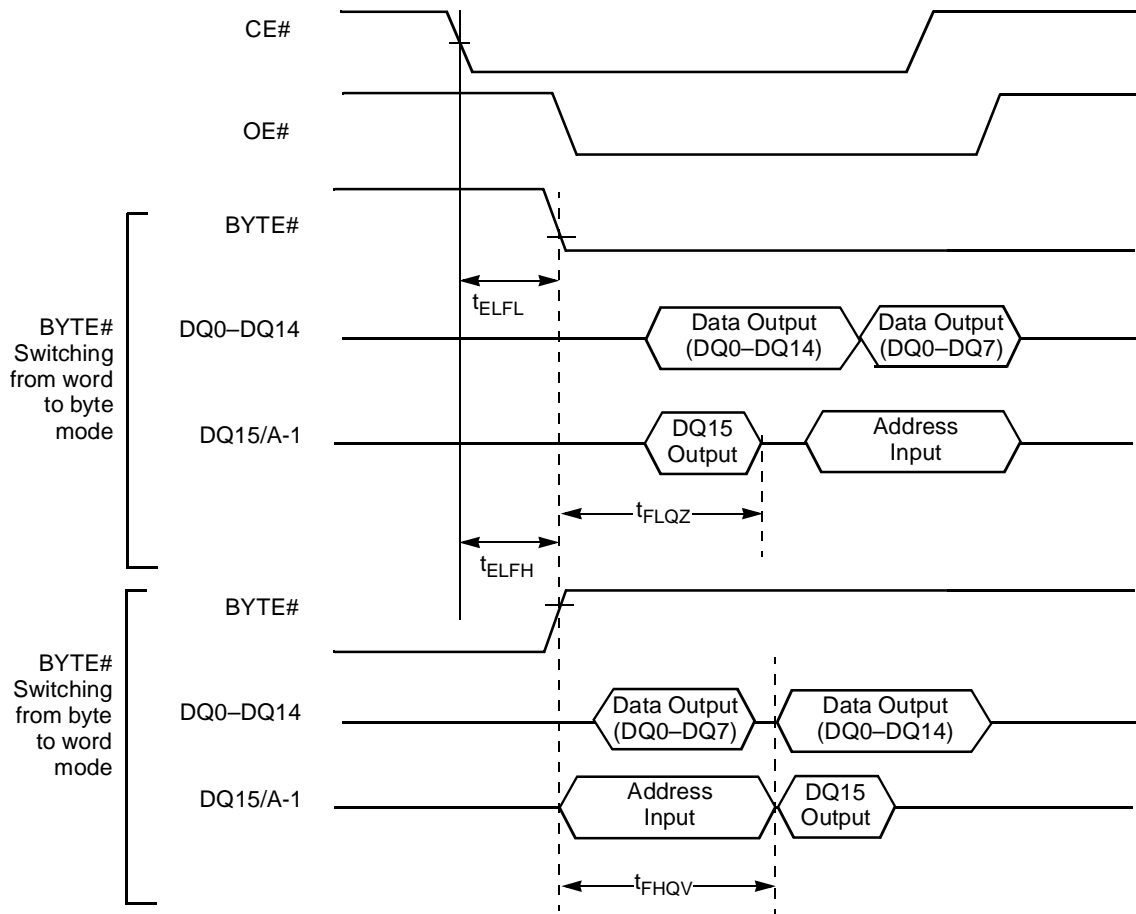 CE#
OE#
BYTE#
Switching
from word
to byte
mode
BYTE#
tELFL
DQ0–DQ14
Data Output
(DQ0–DQ14)
Data Output
(DQ0–DQ7)
DQ15/A-1
DQ15
Output
Address
Input
tFLQZ
tELFH
BYTE#
Switching
from byte
to word
mode
BYTE#
DQ0–DQ14
Data Output
(DQ0–DQ7)
Data Output
(DQ0–DQ14)
DQ15/A-1
Address
Input
DQ15
Output
tFHQV